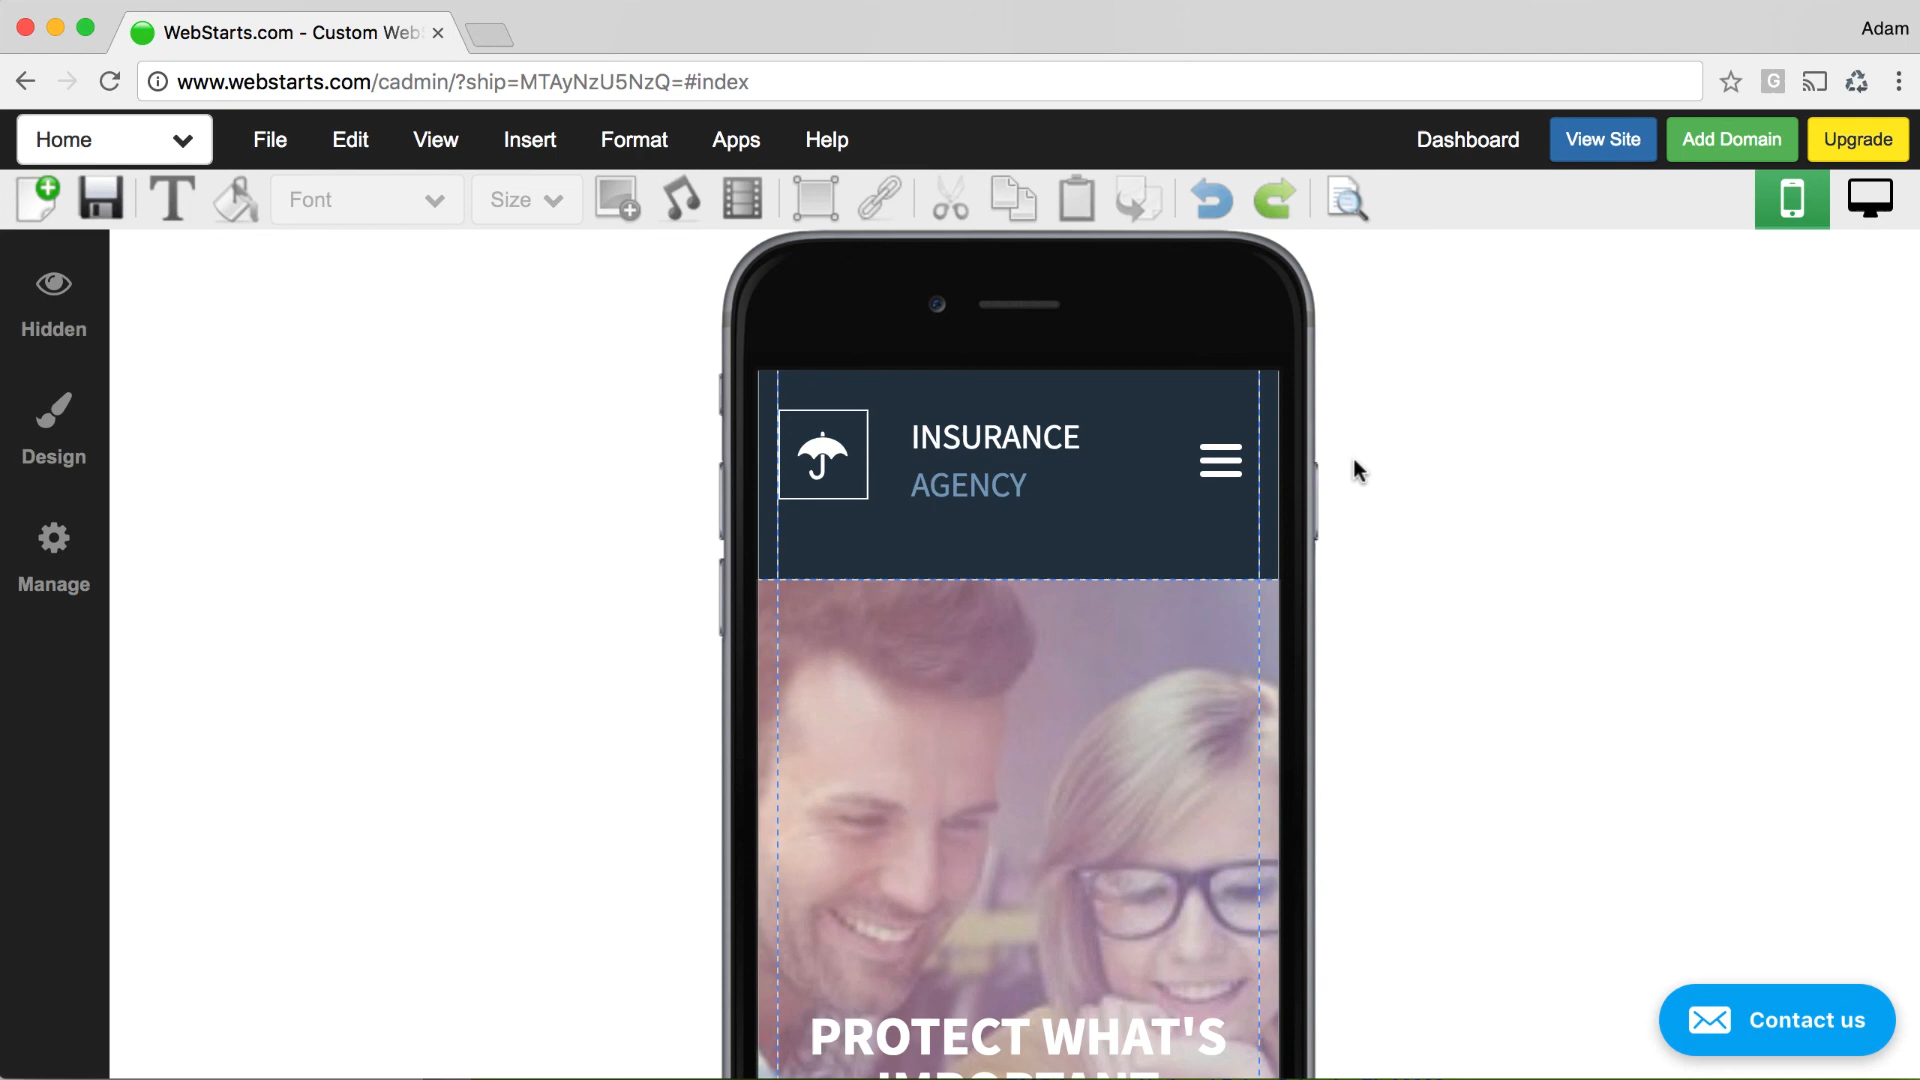 WebStarts.com - Custom Web
Adam
www.webstarts.com/cadmin/?ship=MTAyNzU5NzQ=#index
G
Home File Edit View Insert Format Apps Help Dashboard View Site Add Domain Upgrade
T Font Size
Hidden
Design
Manage
INSURANCE
AGENCY
PROTECT WHAT'S
IMPORTANT
Contact us